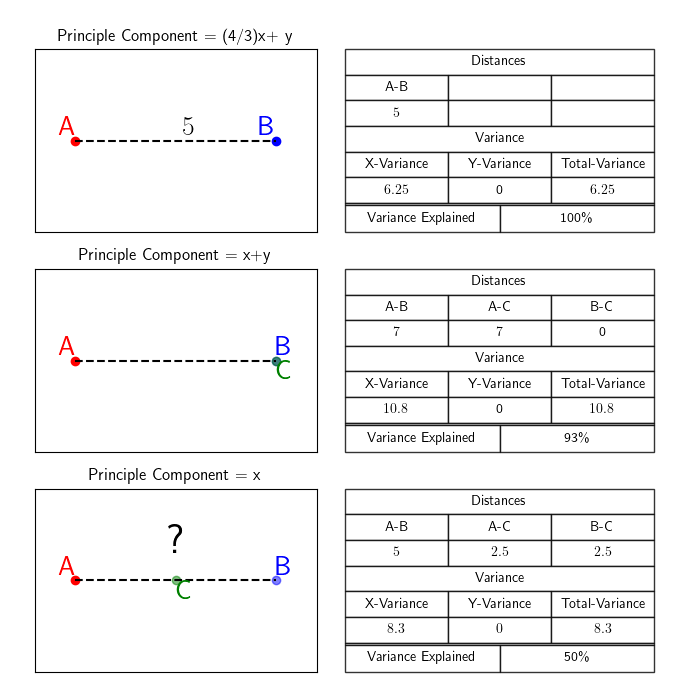 Principle Component = (4/3)x+ y
A 5 B
Distances
A-B
5
Variance
X-Variance Y-Variance Total-Variance
6.25 0 6.25
Variance Explained 100%
Principle Component = x+y
A B
C
Distances
A-B A-C B-C
7 7 0
Variance
X-Variance Y-Variance Total-Variance
10.8 0 10.8
Variance Explained 93%
Principle Component = x
?
A B
C
Distances
A-B A-C B-C
5 2.5 2.5
Variance
X-Variance Y-Variance Total-Variance
8.3 0 8.3
Variance Explained 50%